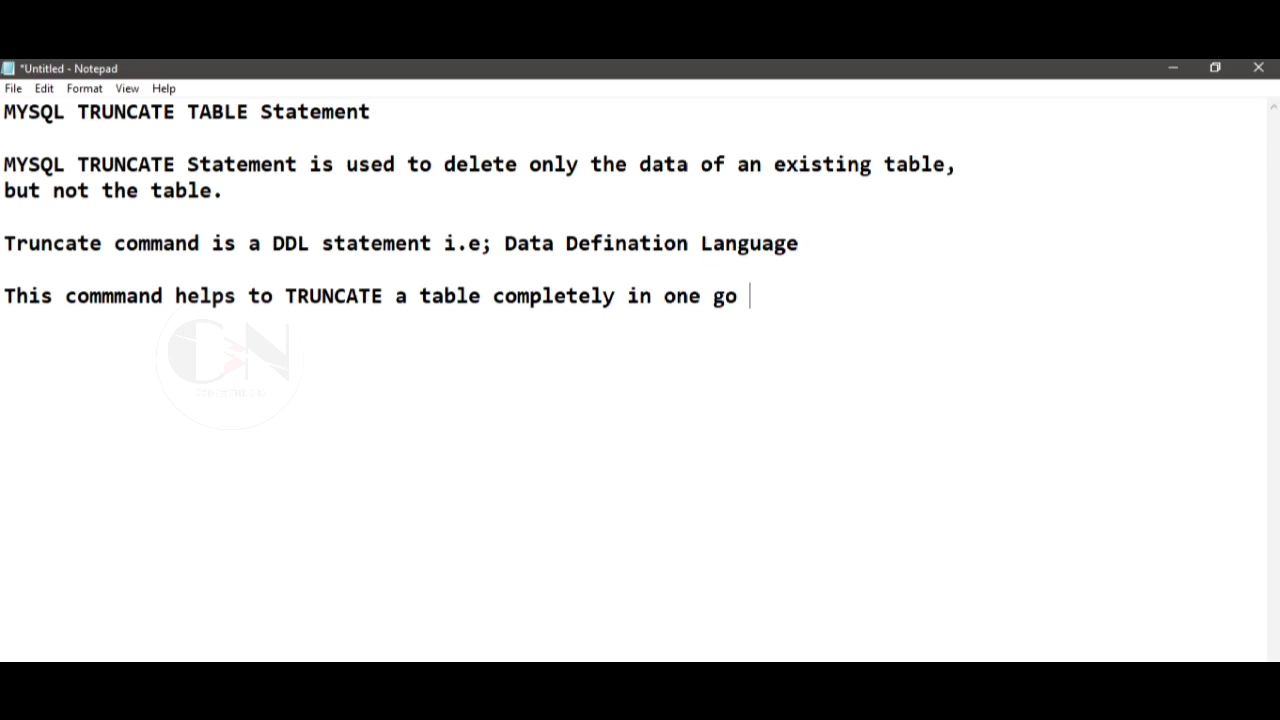 *Untitled - Notepad
File Edit Format View Help
MYSQL TRUNCATE TABLE Statement
MYSQL TRUNCATE Statement is used to delete only the data of an existing table,
but not the table.
Truncate command is a DDL statement i.e; Data Defination Language
This commmand helps to TRUNCATE a table completely in one go
CN